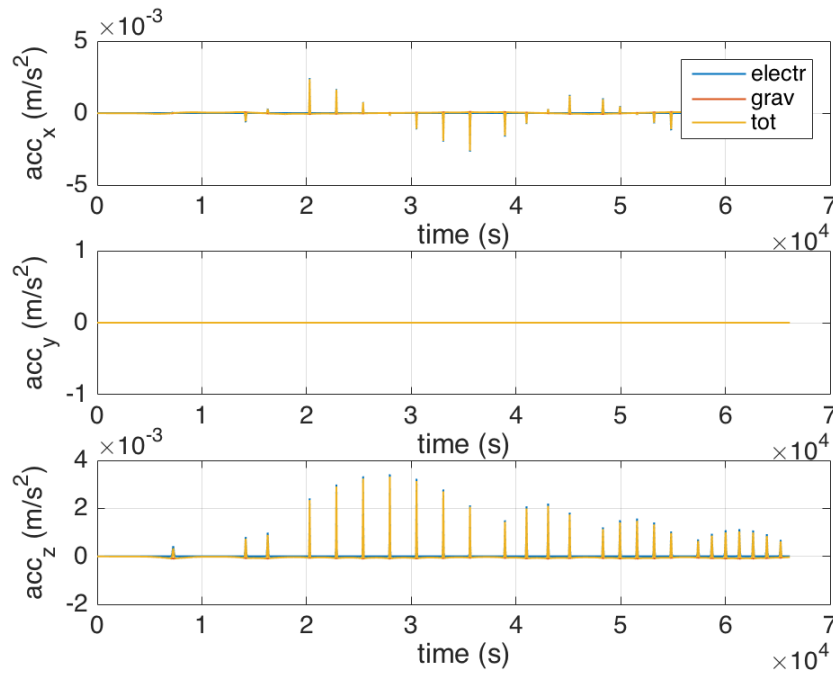 ×10⁻³
5
0
-5
acc_x (m/s²)
electr
grav
tot
0 1 2 3 4 5 6 7
time (s)
×10⁴
1
0
-1
acc_y (m/s²)
0 1 2 3 4 5 6 7
time (s)
×10⁴
×10⁻³
4
2
0
-2
acc_z (m/s²)
0 1 2 3 4 5 6 7
time (s)
×10⁴